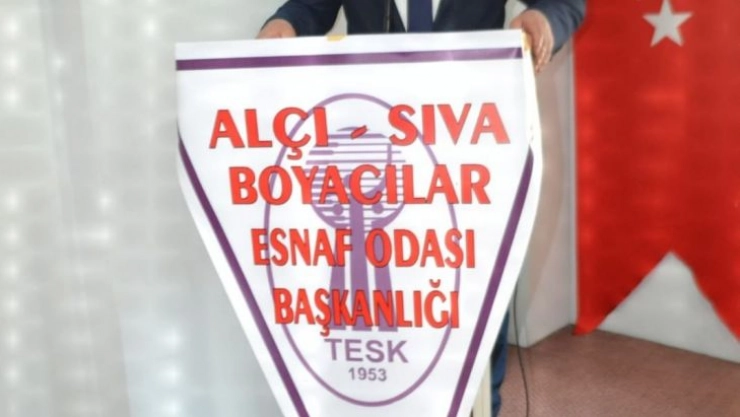 ALÇI - SIVA
BOYACILAR
ESNAF ODASI
BAŞKANLIĞI
TESK
1953